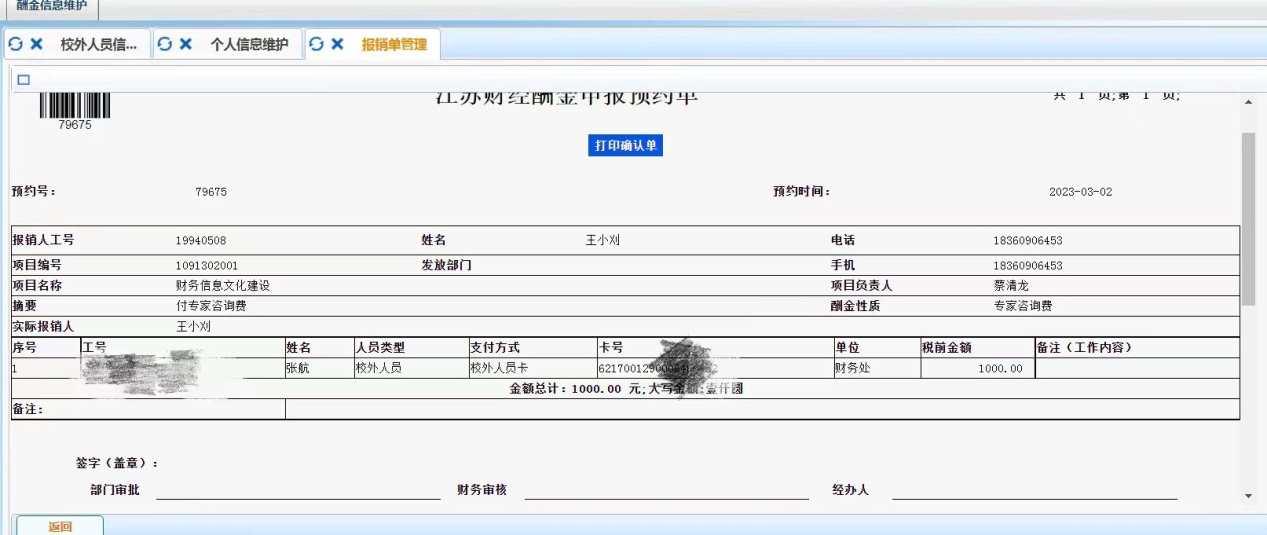 酬金信息维护
校外人员信... 个人信息维护 报销单管理
江苏财经酬金申报预约单 共 1 页;第 1 页;
79675
打印确认单
预约号： 79675 预约时间： 2023-03-02
报销人工号 19940508 姓名 王小刈 电话 18360906453
项目编号 1091302001 发放部门 手机 18360906453
项目名称 财务信息文化建设 项目负责人 蔡清龙
摘要 付专家咨询费 酬金性质 专家咨询费
实际报销人 王小刈
序号 工号 姓名 人员类型 支付方式 卡号 单位 税前金额 备注（工作内容）
1 张航 校外人员 校外人员卡 财务处 1000.00
金额总计：1000.00 元;大写金额:壹仟圆
备注：
签字（盖章）：
部门审批 财务审核 经办人
返回